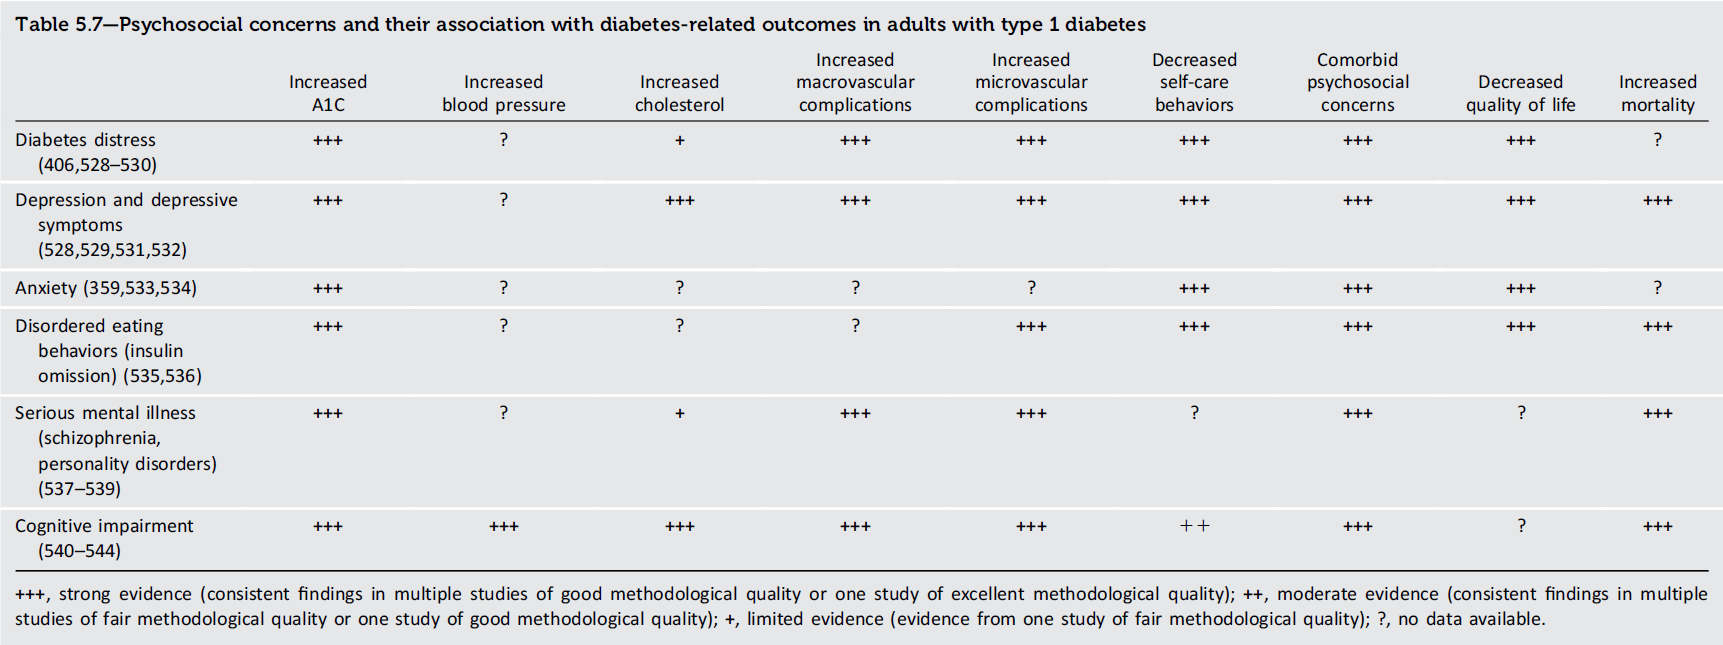 Table 5.7—Psychosocial concerns and their association with diabetes-related outcomes in adults with type 1 diabetes
Increased A1C | Increased blood pressure | Increased cholesterol | Increased macrovascular complications | Increased microvascular complications | Decreased self-care behaviors | Comorbid psychosocial concerns | Decreased quality of life | Increased mortality
Diabetes distress +++ ? + +++ +++ +++ +++ +++ ?
(406,528–530)
Depression and depressive +++ ? +++ +++ +++ +++ +++ +++ +++
symptoms
(528,529,531,532)
Anxiety (359,533,534) +++ ? ? ? ? +++ +++ +++ ?
Disordered eating +++ ? ? ? +++ +++ +++ +++ +++
behaviors (insulin
omission) (535,536)
Serious mental illness +++ ? + +++ +++ ? +++ ? +++
(schizophrenia,
personality disorders)
(537–539)
Cognitive impairment +++ +++ +++ +++ +++ ++ +++ ? +++
(540–544)
+++, strong evidence (consistent findings in multiple studies of good methodological quality or one study of excellent methodological quality); ++, moderate evidence (consistent findings in multiple
studies of fair methodological quality or one study of good methodological quality); +, limited evidence (evidence from one study of fair methodological quality); ?, no data available.